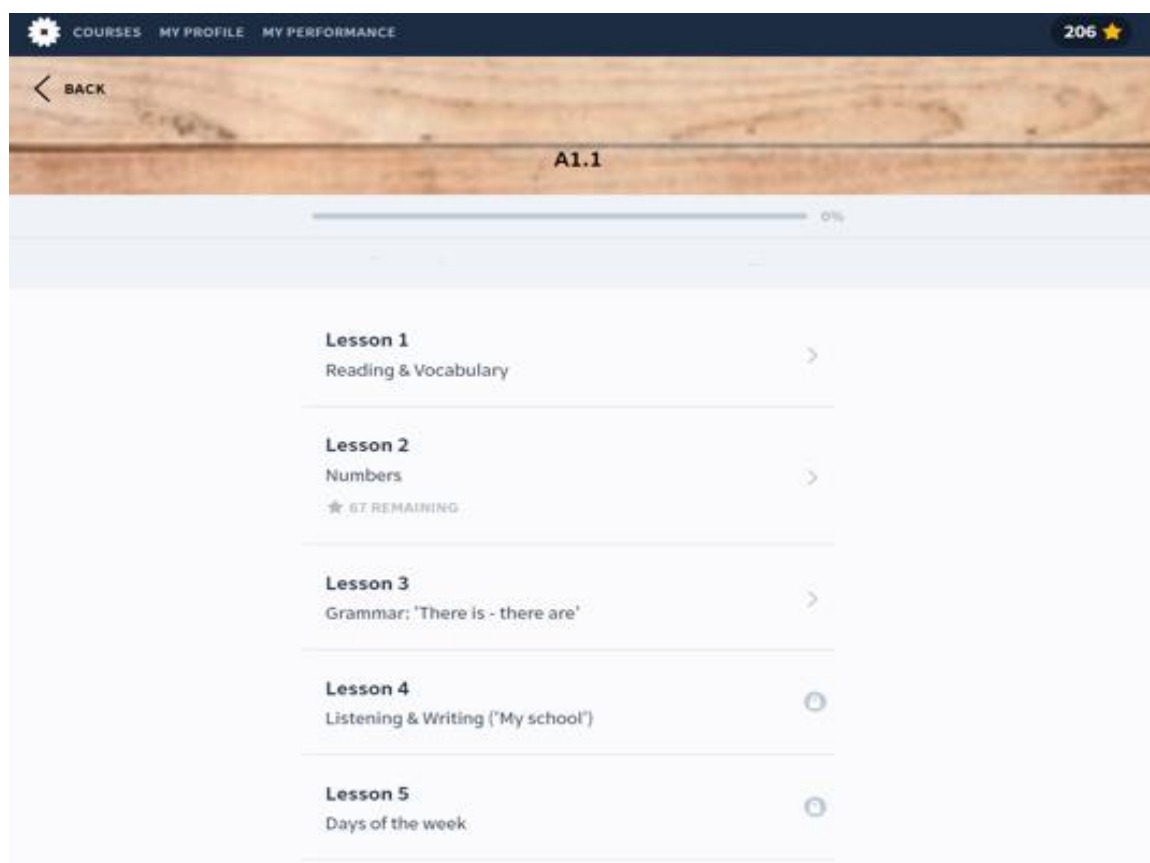 COURSES MY PROFILE MY PERFORMANCE 206
BACK
A1.1
0%
Lesson 1
Reading & Vocabulary
Lesson 2
Numbers
67 REMAINING
Lesson 3
Grammar: 'There is - there are'
Lesson 4
Listening & Writing ("My school")
Lesson 5
Days of the week